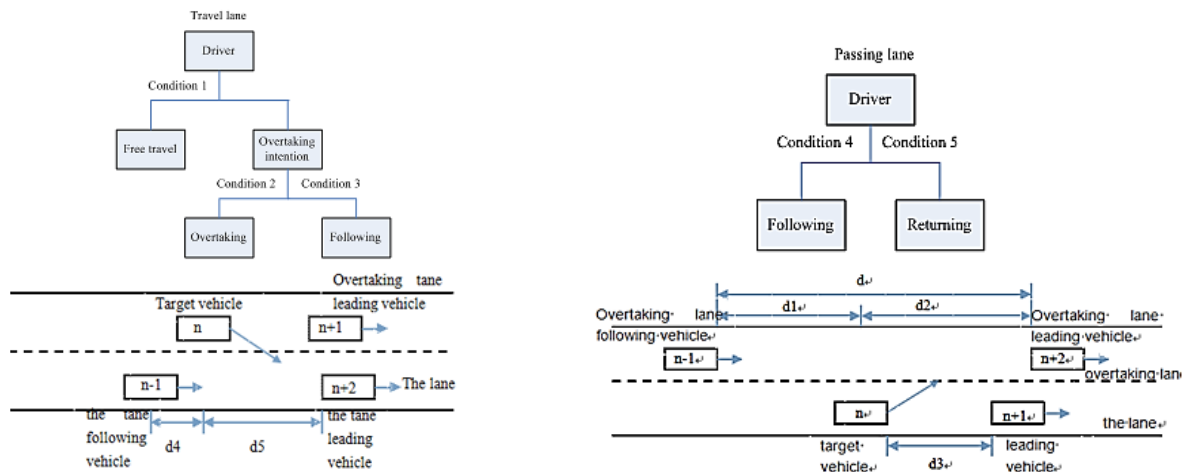 Travel lane
Driver
Condition 1
Free travel
Overtaking
intention
Condition 2
Condition 3
Overtaking
Following
Overtaking tane
Target vehicle
leading vehicle
n
n+1
n-1
n+2
The lane
the tane
following
vehicle
d4
d5
the tane
leading
vehicle
Passing lane
Driver
Condition 4
Condition 5
Following
Returning
d
d1
d2
Overtaking lane
following vehicle
Overtaking lane
leading vehicle
n-1
n+2
overtaking lane
n
n+1
the lane
target
vehicle
d3
leading
vehicle